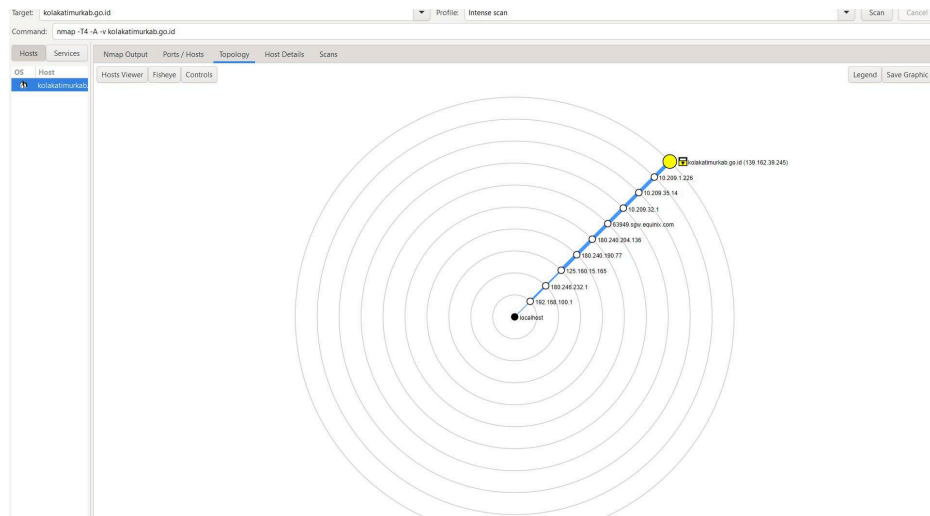 Target: kolakatimurkab.go.id Profile: Intense scan Scan Cancel
Command: nmap -T4 -A -v kolakatimurkab.go.id
Hosts Services Nmap Output Ports / Hosts Topology Host Details Scans
OS Host Hosts Viewer Fisheye Controls Legend Save Graphic
kolakatimurkab.
kolakatimurkab.go.id (139.162.39.245)
10.209.1.226
10.209.35.14
10.209.32.1
63949.sgw.equinix.com
180.240.204.136
180.240.190.77
125.160.15.165
180.246.232.1
192.168.100.1
localhost